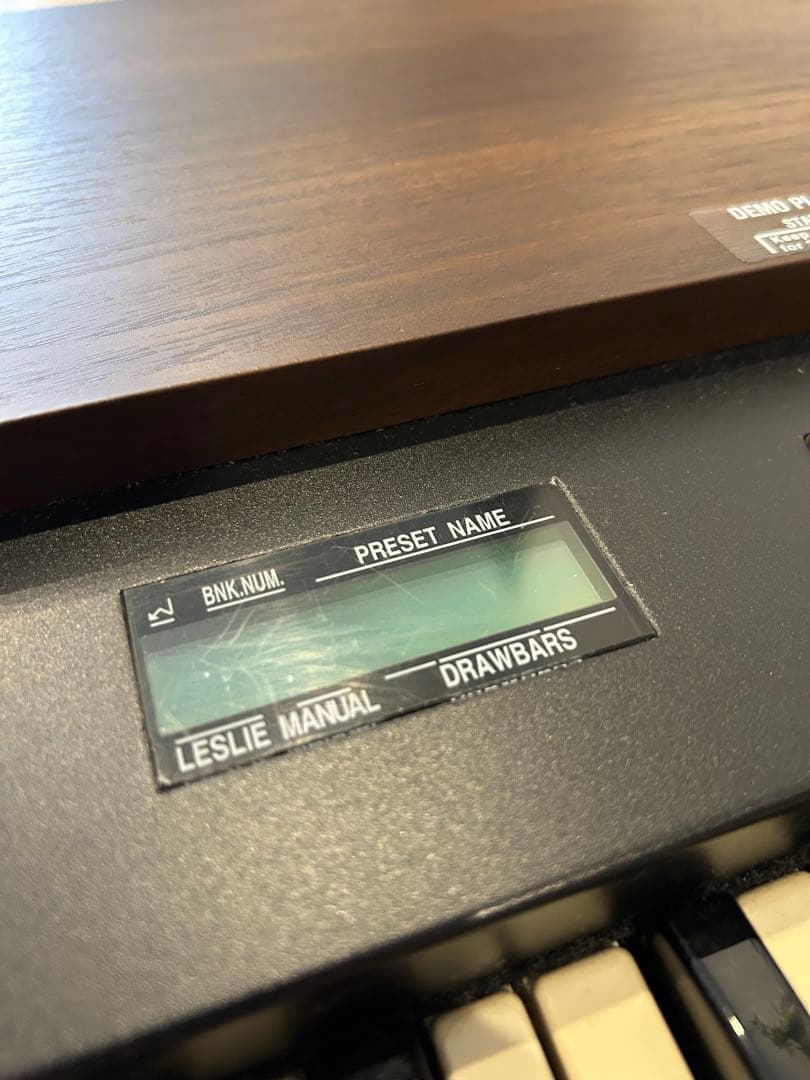 DEMO
BNK.NUM.
PRESET NAME
LESLIE MANUAL
DRAWBARS